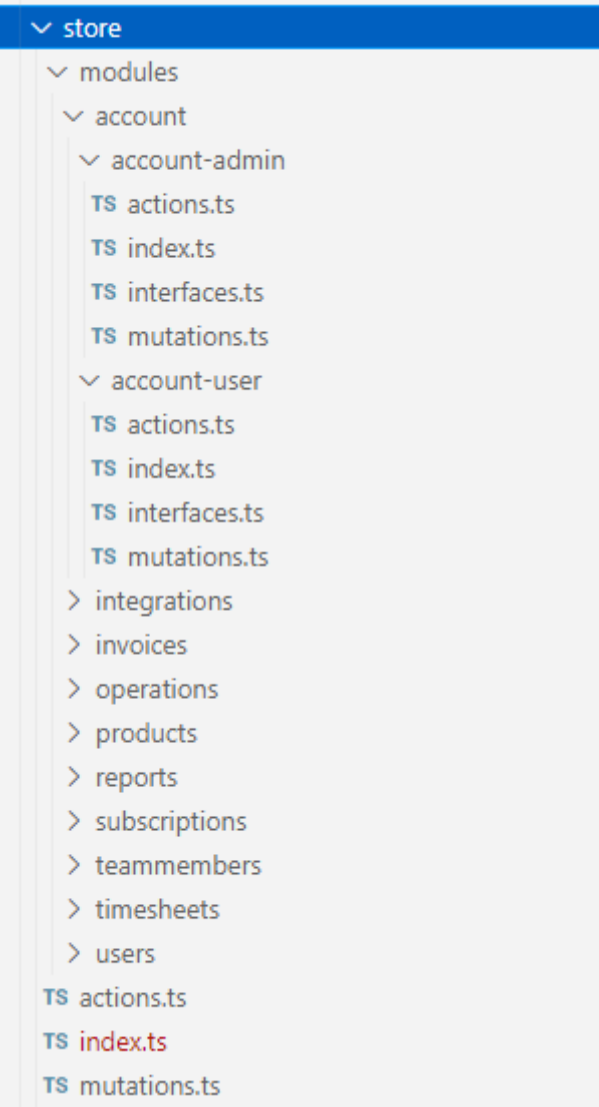 store
modules
account
account-admin
TS actions.ts
TS index.ts
TS interfaces.ts
TS mutations.ts
account-user
TS actions.ts
TS index.ts
TS interfaces.ts
TS mutations.ts
integrations
invoices
operations
products
reports
subscriptions
teammembers
timesheets
users
TS actions.ts
TS index.ts
TS mutations.ts